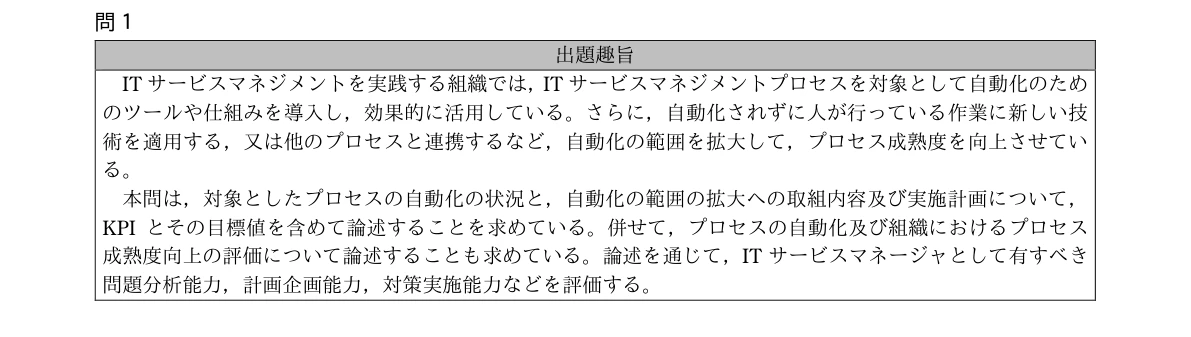 問 1
出題趣旨
IT サービスマネジメントを実践する組織では，IT サービスマネジメントプロセスを対象として自動化のため
のツールや仕組みを導入し，効果的に活用している。さらに，自動化されずに人が行っている作業に新しい技
術を適用する，又は他のプロセスと連携するなど，自動化の範囲を拡大して，プロセス成熟度を向上させてい
る。
本問は，対象としたプロセスの自動化の状況と，自動化の範囲の拡大への取組内容及び実施計画について，
KPI とその目標値を含めて論述することを求めている。併せて，プロセスの自動化及び組織におけるプロセス
成熟度向上の評価について論述することも求めている。論述を通じて，IT サービスマネージャとして有すべき
問題分析能力，計画企画能力，対策実施能力などを評価する。